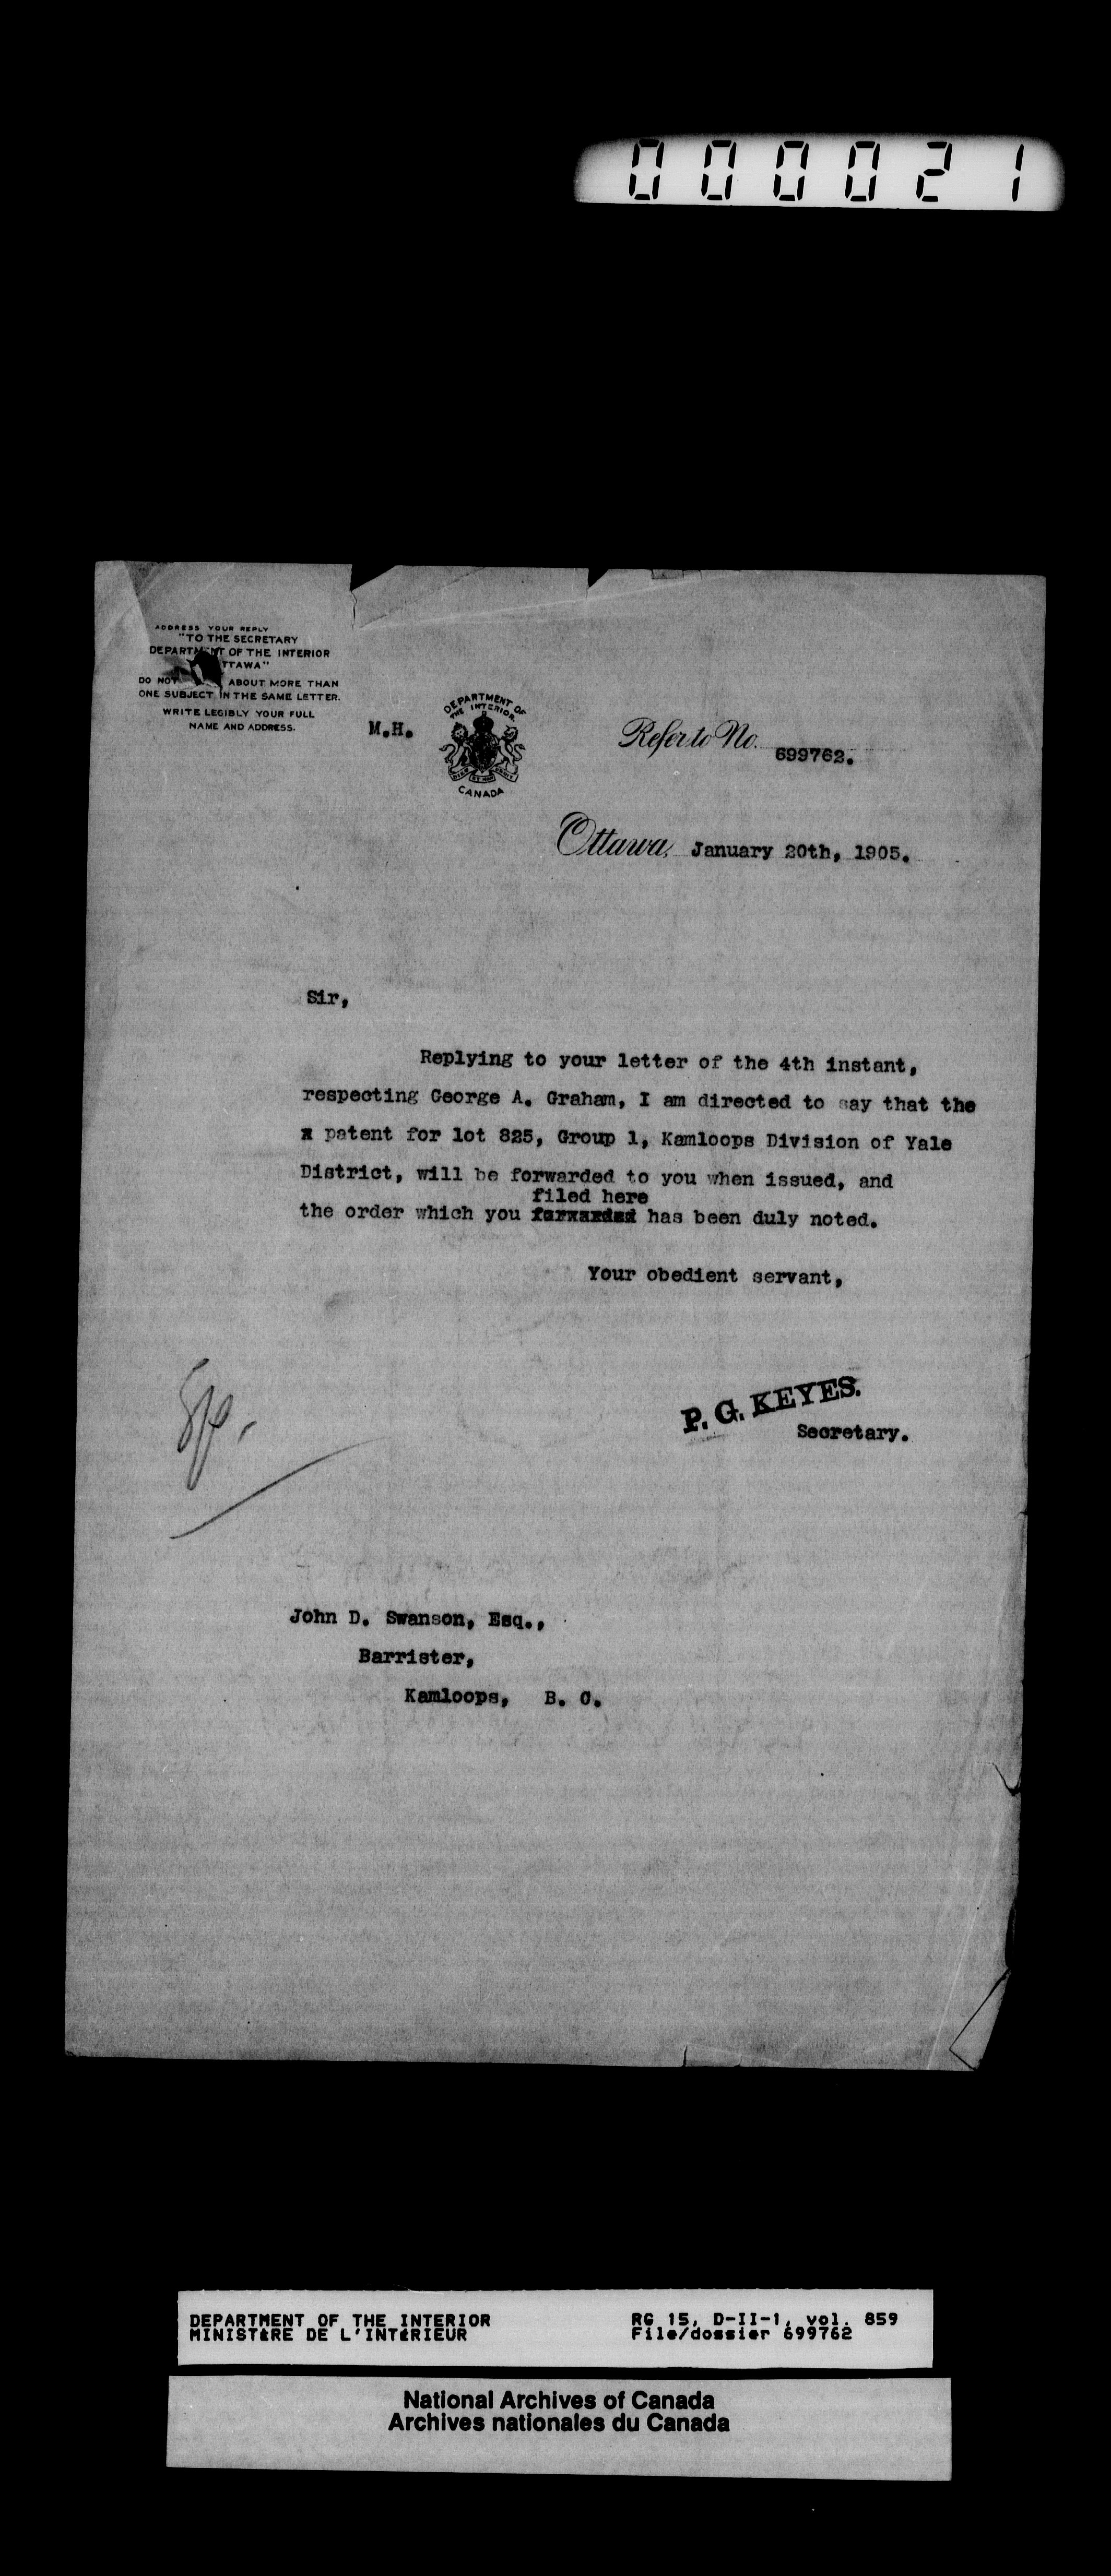 000021
ADDRESS YOUR REPLY
"TO THE SECRETARY
DEPARTMENT OF THE INTERIOR
TTAWA"
DO NOT ABOUT MORE THAN
ONE SUBJECT IN THE SAME LETTER.
WRITE LEGIBLY YOUR FULL
NAME AND ADDRESS.
M.H.
DEPARTMENT OF
THE INTERIOR.
CANADA
Refer to No. 699762.
Ottawa, January 20th, 1905.
Sir,
Replying to your letter of the 4th instant,
respecting George A. Graham, I am directed to say that the
x patent for lot 825, Group 1, Kamloops Division of Yale
District, will be forwarded to you when issued, and
filed here
the order which you forwarded has been duly noted.
Your obedient servant,
P. G. KEYES.
Secretary.
John D. Swanson, Esq.,
Barrister,
Kamloops, B. C.
DEPARTMENT OF THE INTERIOR RG 15, D-II-1, vol. 859
MINISTÈRE DE L'INTÉRIEUR File/dossier 699762
National Archives of Canada
Archives nationales du Canada